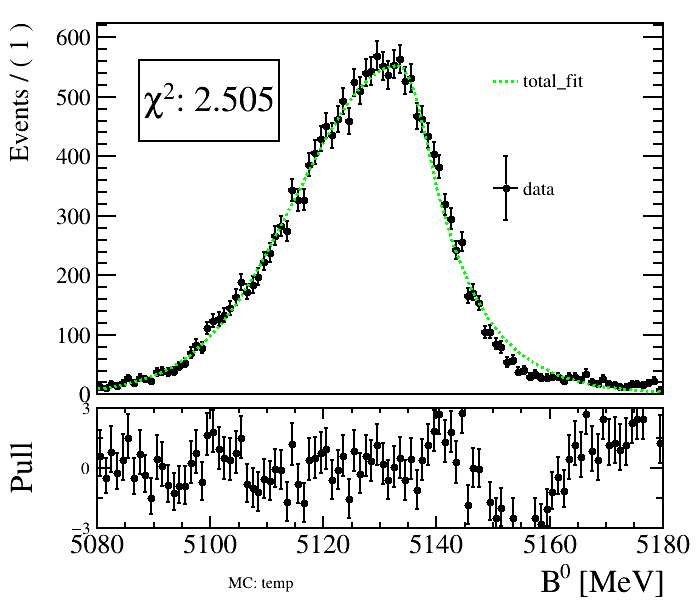 Events / ( 1 )
600
500
400
300
200
100
0
χ²: 2.505
total_fit
data
Pull
3
0
−3
5080 5100 5120 5140 5160 5180
MC: temp
B⁰ [MeV]